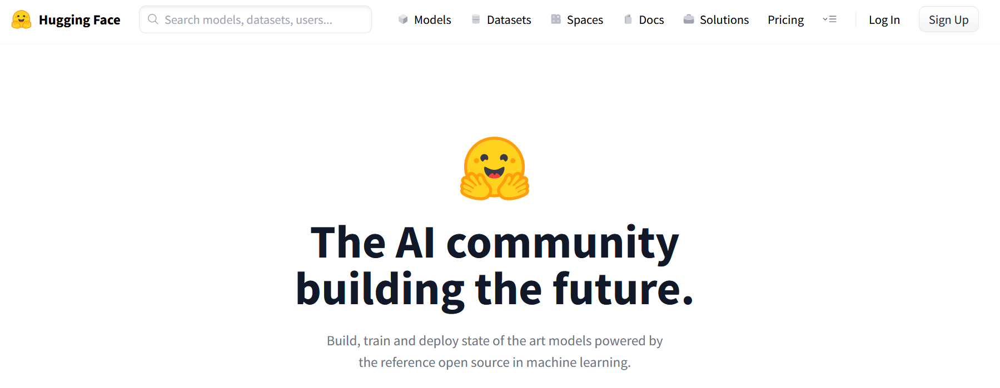 Hugging Face
Search models, datasets, users...
Models
Datasets
Spaces
Docs
Solutions
Pricing
Log In
Sign Up
The AI community
building the future.
Build, train and deploy state of the art models powered by
the reference open source in machine learning.